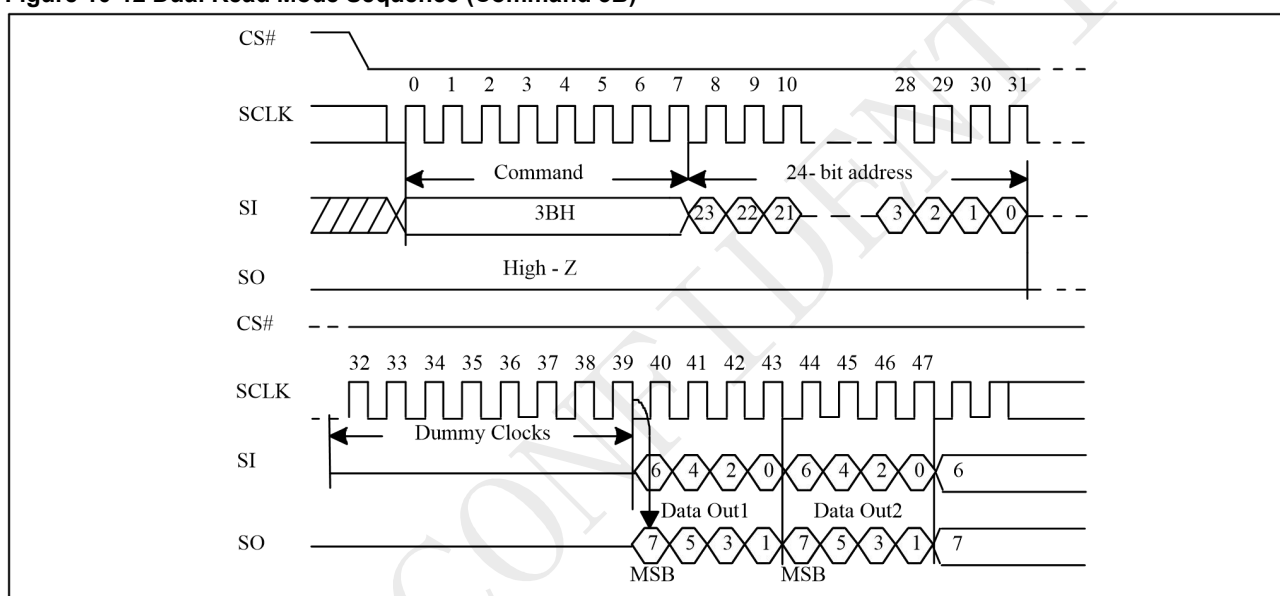 Figure 10-12 Dual Read Mode Sequence (Command 3B)
CS#
0 1 2 3 4 5 6 7 8 9 10 28 29 30 31
SCLK
Command 24- bit address
SI 3BH 23 22 21 3 2 1 0
SO High - Z
CS#
32 33 34 35 36 37 38 39 40 41 42 43 44 45 46 47
SCLK
Dummy Clocks
SI 6 4 2 0 6 4 2 0 6
Data Out1 Data Out2
SO 7 5 3 1 7 5 3 1 7
MSB MSB
CONFIDENT